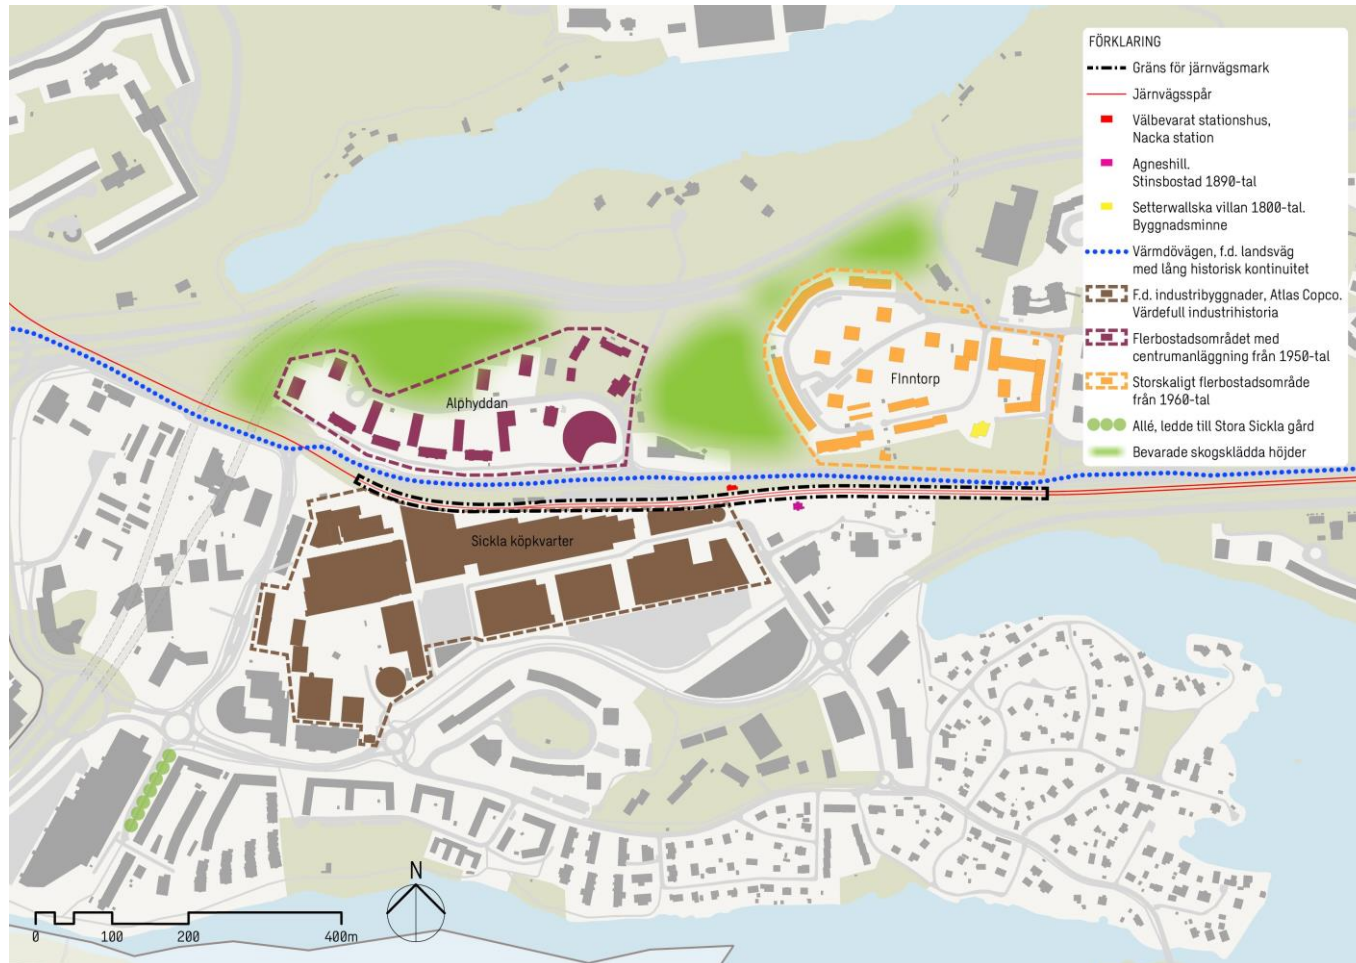 FÖRKLARING
Gräns för järnvägsmark
Järnvägsspår
Välbevarat stationshus,
Nacka station
Agneshill.
Stinsbostad 1890-tal
Setterwallska villan 1800-tal.
Byggnadsminne
Värmdövägen, f.d. landsväg
med lång historisk kontinuitet
F.d. industribyggnader, Atlas Copco.
Värdefull industrihistoria
Flerbostadsområdet med
centrumanläggning från 1950-tal
Storskaligt flerbostadsområde
från 1960-tal
Allé, ledde till Stora Sickla gård
Bevarade skogsklädda höjder
FInntorp
Alphyddan
Sickla köpkvarter
N
0 100 200 400m